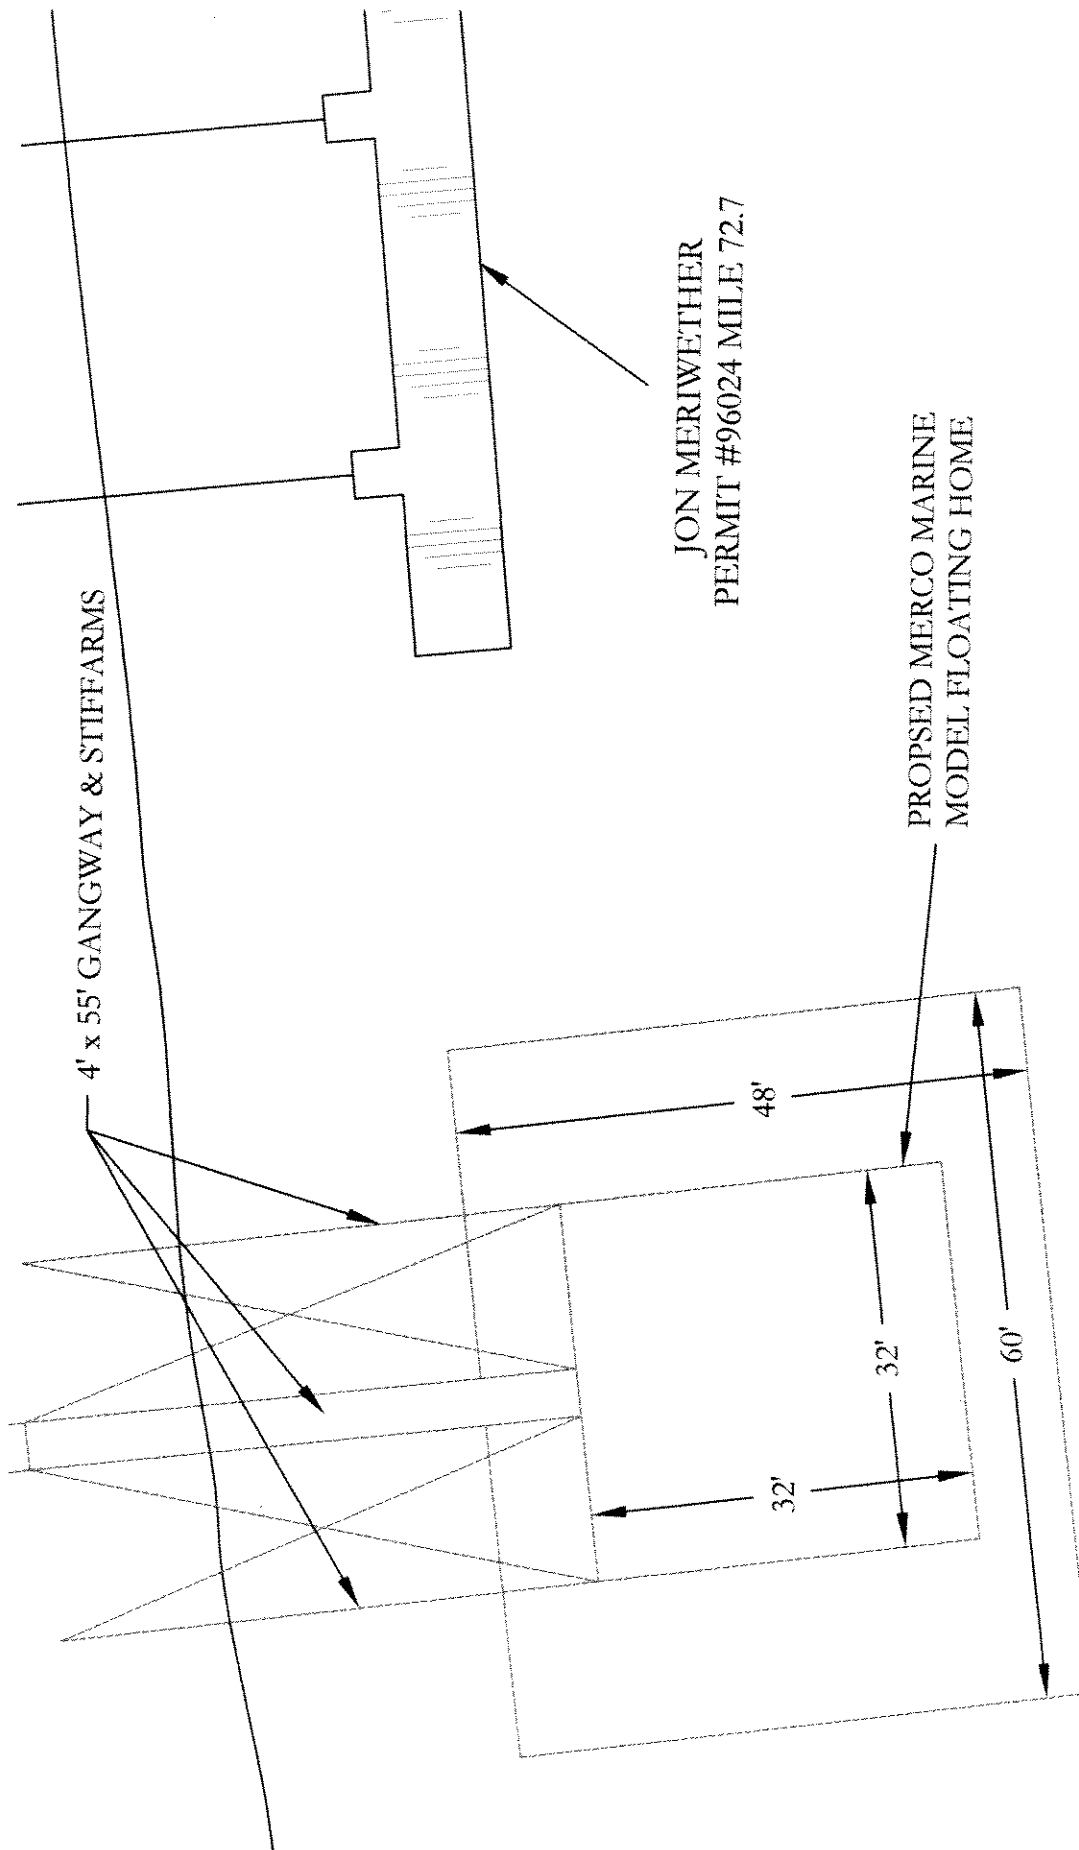 4' x 55' GANGWAY & STIFFARMS
JON MERIWETHER
PERMIT #96024 MILE 72.7
PROPSED MERCO MARINE
MODEL FLOATING HOME
48'
32'
32'
60'